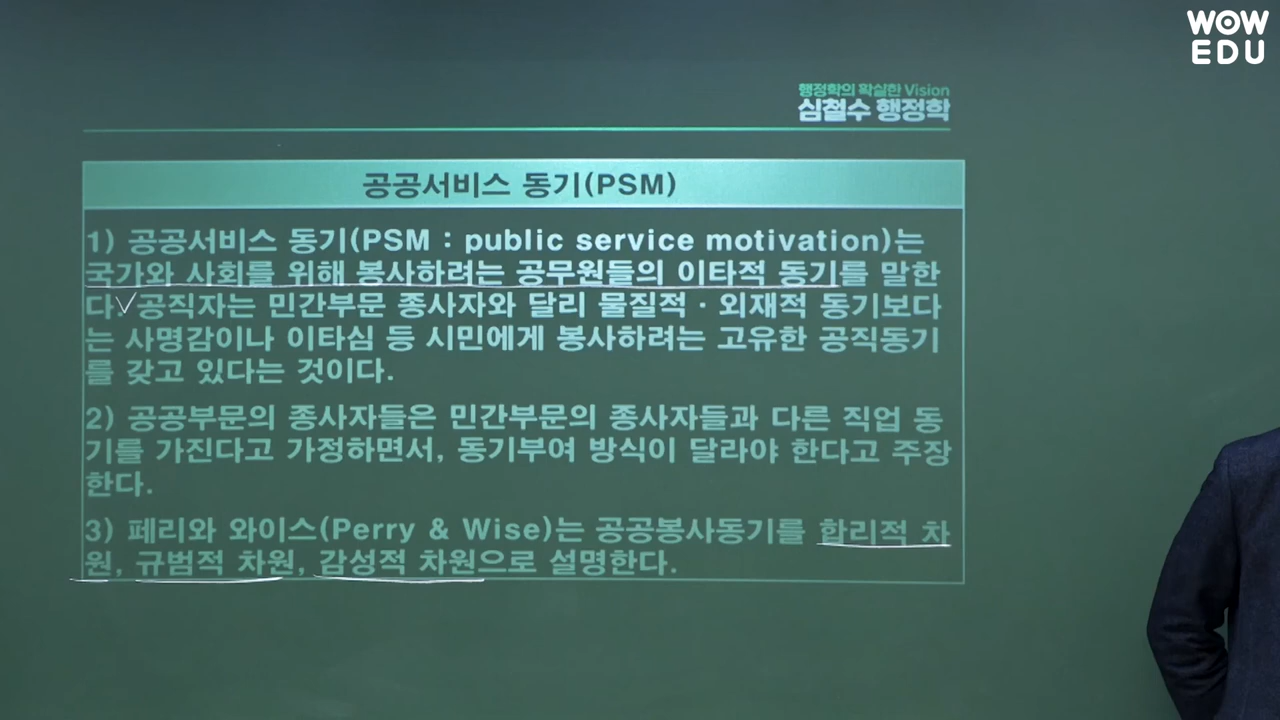 WOW
EDU
행정학의 확실한 Vision
심철수 행정학
공공서비스 동기(PSM)
1) 공공서비스 동기(PSM : public service motivation)는
국가와 사회를 위해 봉사하려는 공무원들의 이타적 동기를 말한
다. 공직자는 민간부문 종사자와 달리 물질적·외재적 동기보다
는 사명감이나 이타심 등 시민에게 봉사하려는 고유한 공직동기
를 갖고 있다는 것이다.
2) 공공부문의 종사자들은 민간부문의 종사자들과 다른 직업 동
기를 가진다고 가정하면서, 동기부여 방식이 달라야 한다고 주장
한다.
3) 페리와 와이스(Perry & Wise)는 공공봉사동기를 합리적 차
원, 규범적 차원, 감성적 차원으로 설명한다.